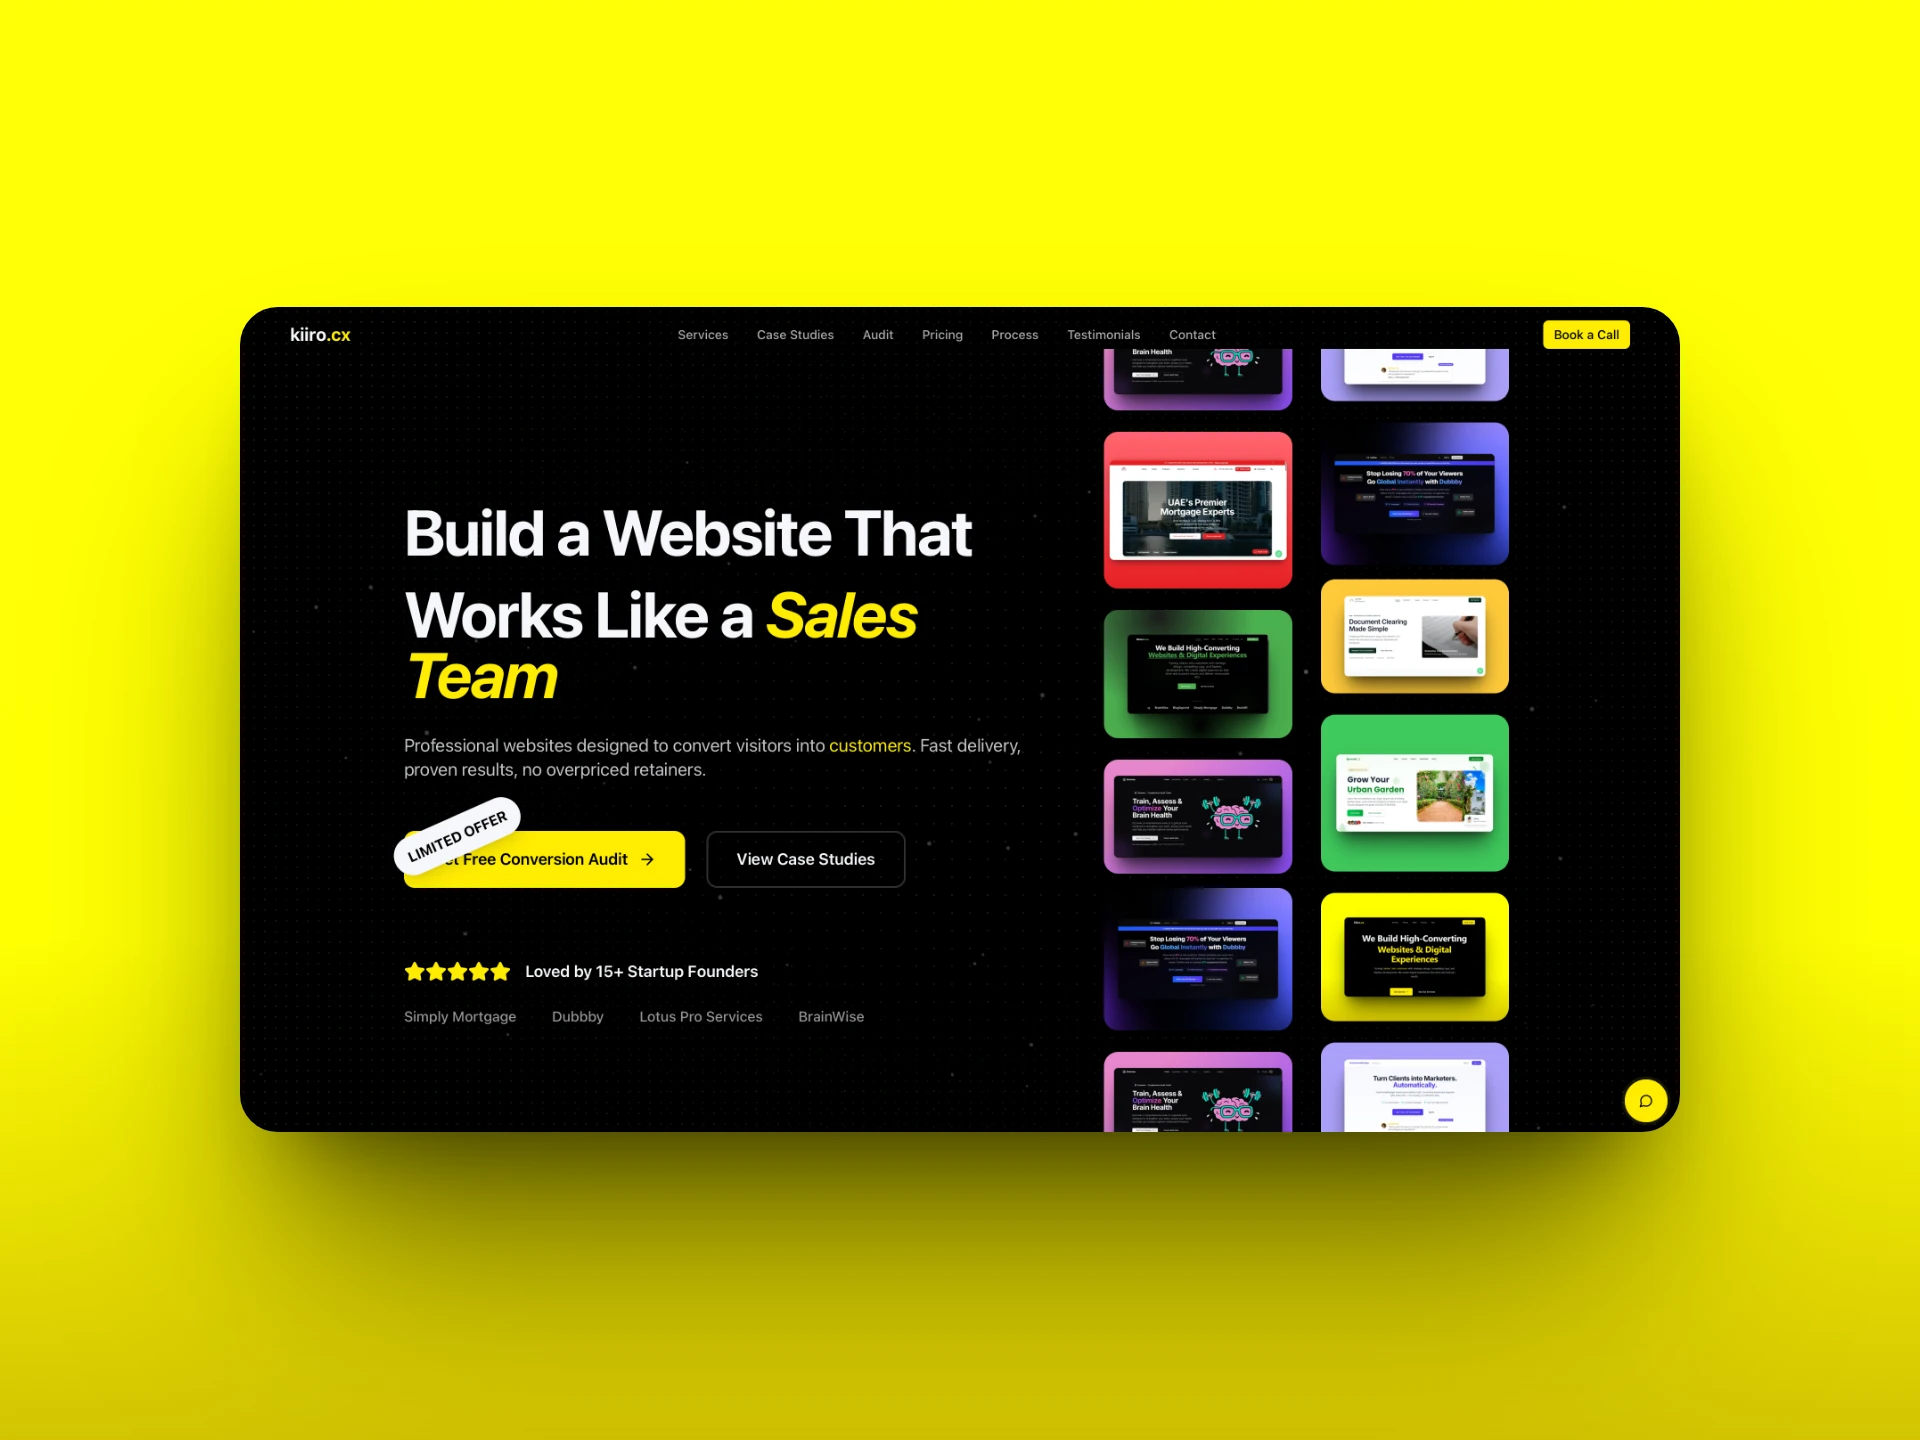 kiiro.cx
Services
Case Studies
Audit
Pricing
Process
Testimonials
Contact
Book a Call
Build a Website That
Works Like a Sales
Team
Professional websites designed to convert visitors into customers. Fast delivery,
proven results, no overpriced retainers.
LIMITED OFFER
Free Conversion Audit
View Case Studies
Loved by 15+ Startup Founders
Simply Mortgage
Dubbby
Lotus Pro Services
BrainWise
Brain Health
UAE's Premier
Mortgage Experts
We Build High-Converting
Websites & Digital Experiences
Train, Assess &
Optimize Your
Brain Health
Stop Losing 70% of Your Viewers
Go Global Instantly with Dubbby
Train, Assess &
Optimize Your
Brain Health
Stop Losing 70% of Your Viewers
Go Global Instantly with Dubbby
Document Clearing
Made Simple
Grow Your
Urban Garden
We Build High-Converting
Websites & Digital
Experiences
Turn Clients into Marketers.
Automatically.